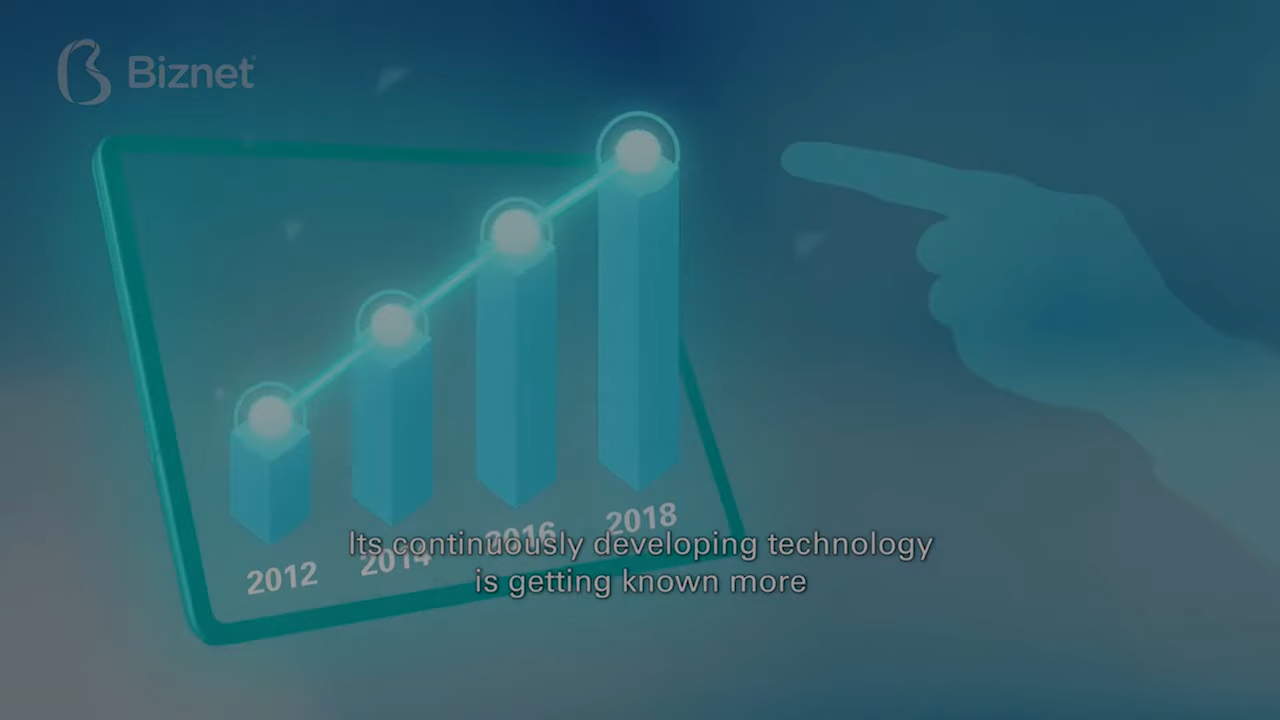 Biznet
2012
2014
2016
2018
Its continuously developing technology
is getting known more